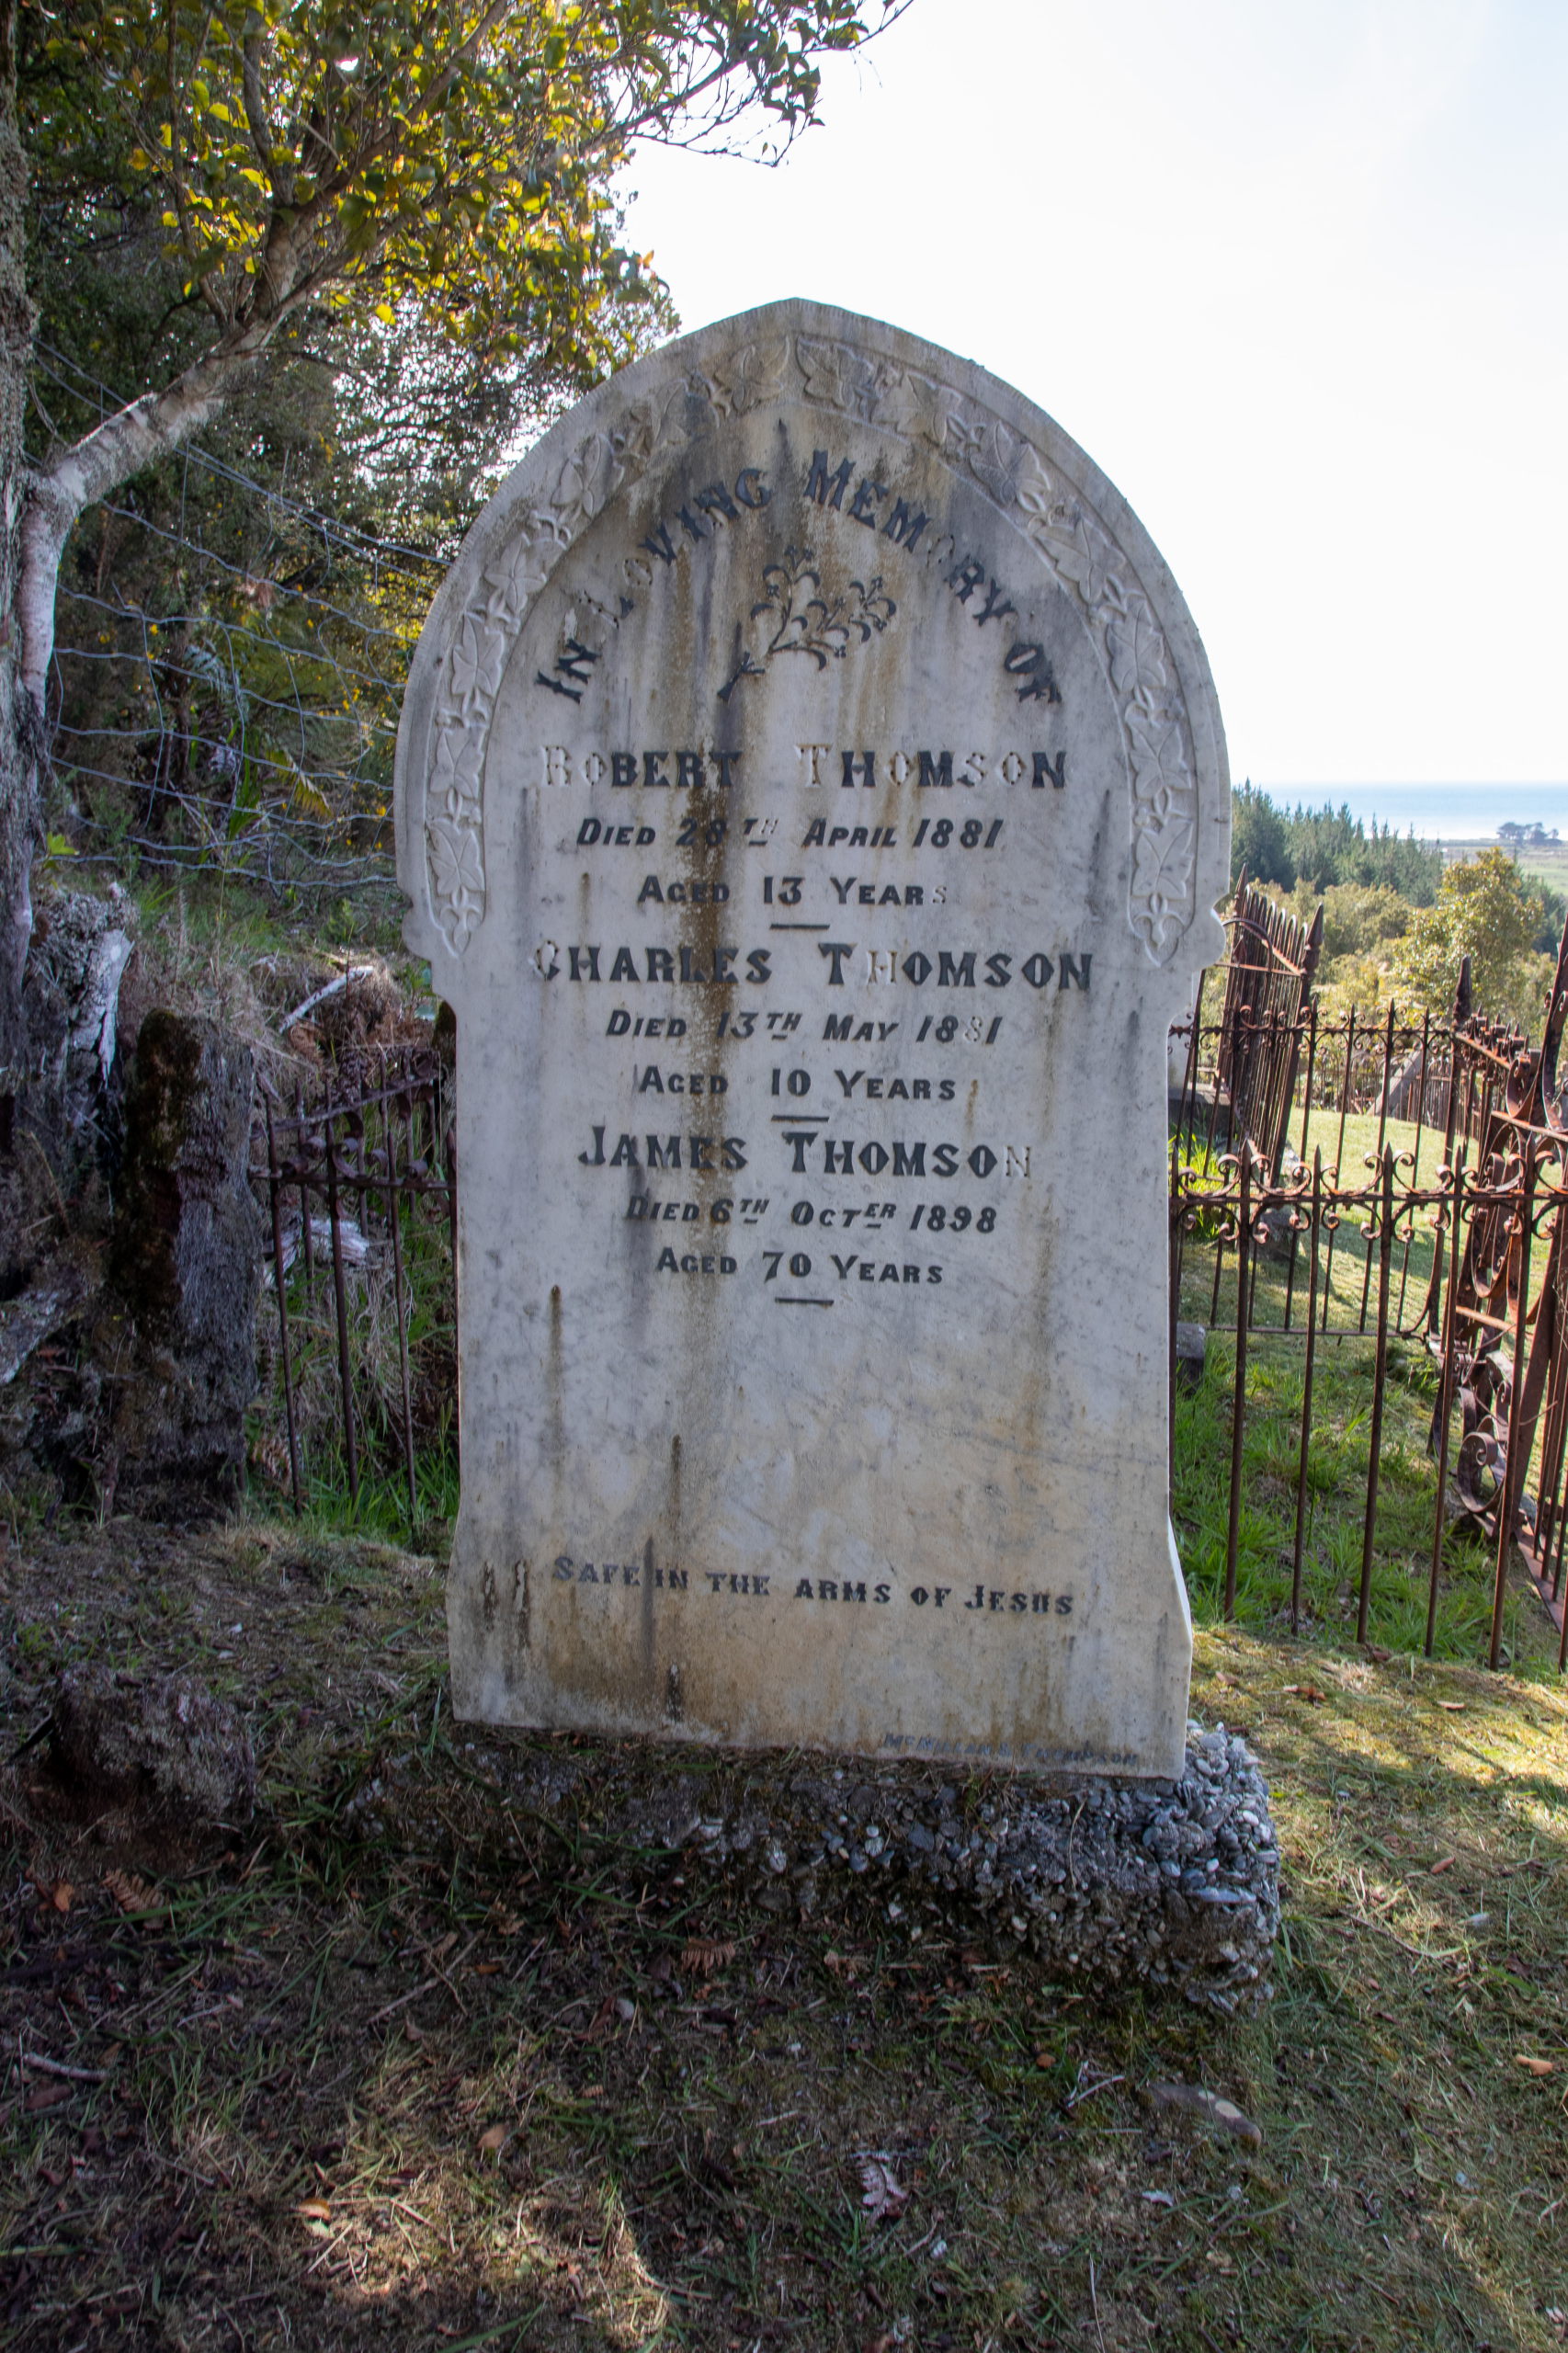 IN LOVING MEMORY OF
ROBERT THOMSON
DIED 28TH APRIL 1881
AGED 13 YEARS
CHARLES THOMSON
DIED 13TH MAY 1881
AGED 10 YEARS
JAMES THOMSON
DIED 6TH OCTER 1898
AGED 70 YEARS
SAFE IN THE ARMS OF JESUS